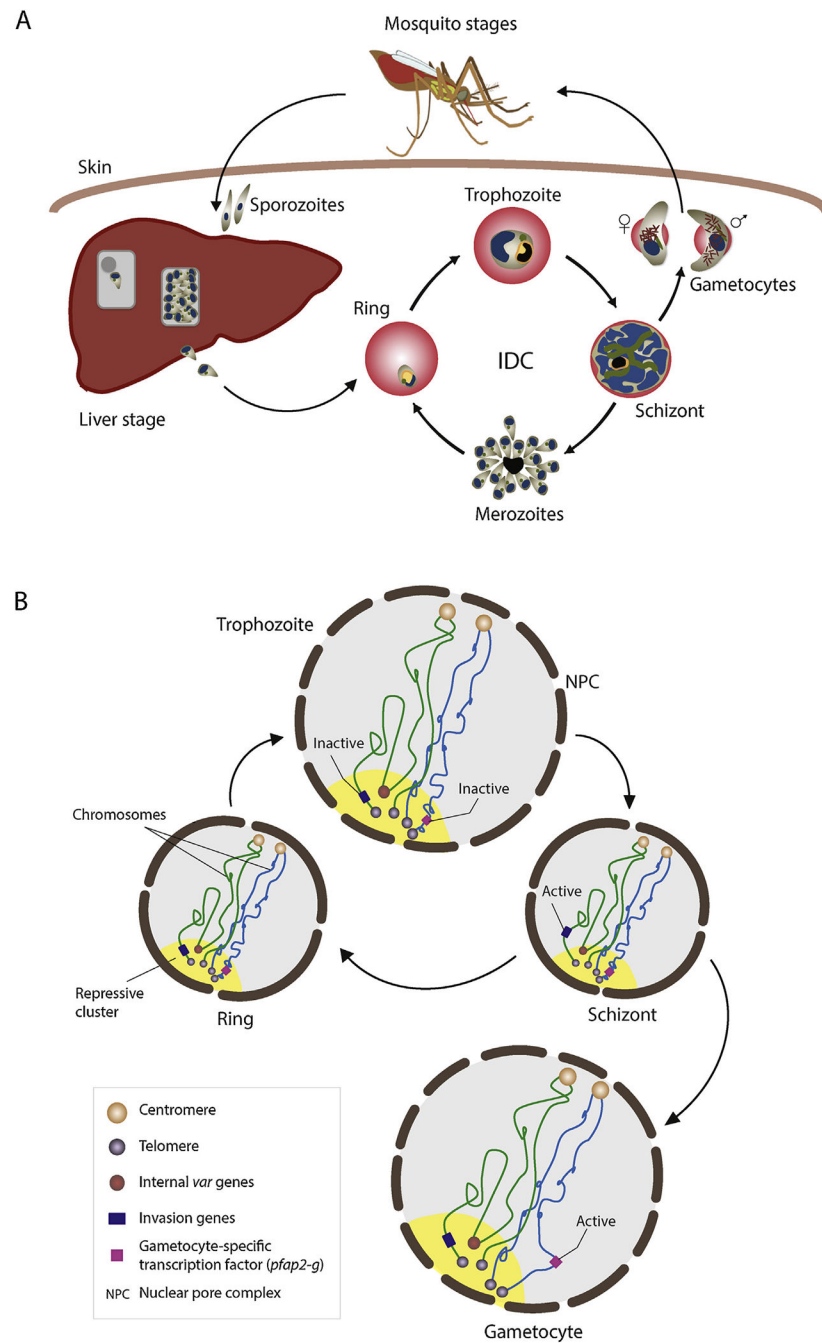 A
Mosquito stages
Skin
Sporozoites
Trophozoite
♀
♂
Gametocytes
Ring
IDC
Liver stage
Schizont
Merozoites
B
Trophozoite
NPC
Inactive
Inactive
Chromosomes
Active
Repressive
cluster
Ring
Schizont
Centromere
Telomere
Internal var genes
Invasion genes
Gametocyte-specific
transcription factor (pfap2-g)
NPC Nuclear pore complex
Active
Gametocyte